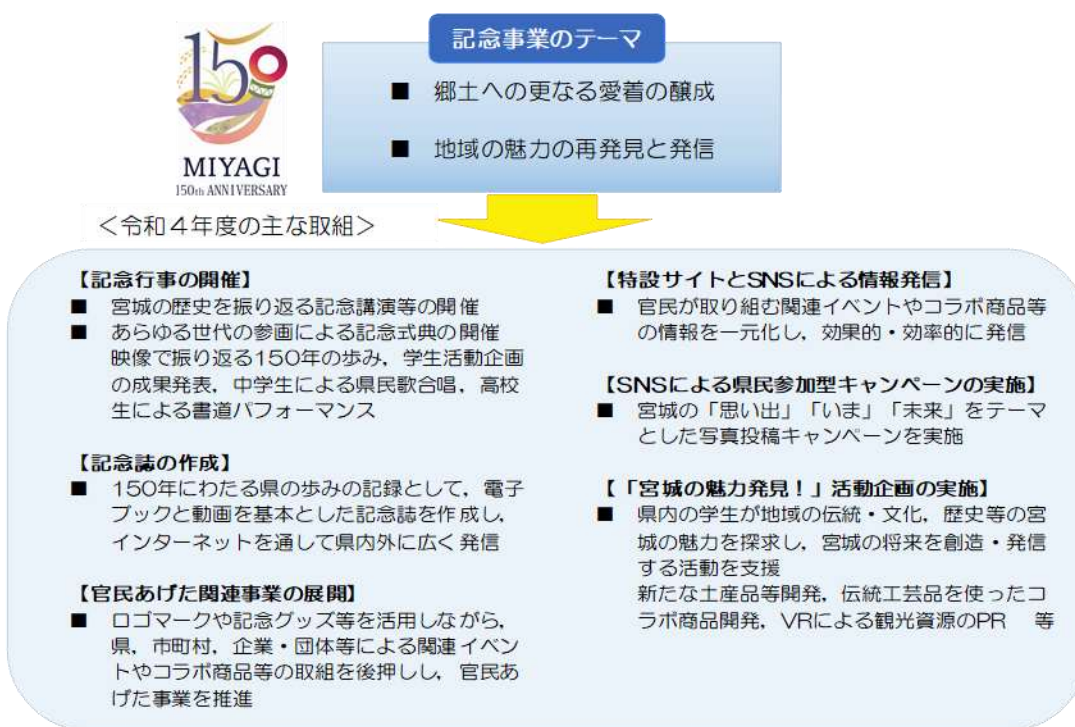 150
MIYAGI
150th ANNIVERSARY
記念事業のテーマ
■ 郷土への更なる愛着の醸成
■ 地域の魅力の再発見と発信
<令和4年度の主な取組>
【記念行事の開催】
■ 宮城の歴史を振り返る記念講演等の開催
■ あらゆる世代の参画による記念式典の開催
映像で振り返る150年の歩み，学生活動企画
の成果発表，中学生による県民歌合唱，高校
生による書道パフォーマンス
【記念誌の作成】
■ 150年にわたる県の歩みの記録として，電子
ブックと動画を基本とした記念誌を作成し，
インターネットを通して県内外に広く発信
【官民あげた関連事業の展開】
■ ロゴマークや記念グッズ等を活用しながら，
県，市町村，企業・団体等による関連イベン
トやコラボ商品等の取組を後押しし，官民あ
げた事業を推進
【特設サイトとSNSによる情報発信】
■ 官民が取り組む関連イベントやコラボ商品等
の情報を一元化し，効果的・効率的に発信
【SNSによる県民参加型キャンペーンの実施】
■ 宮城の「思い出」「いま」「未来」をテーマ
とした写真投稿キャンペーンを実施
【「宮城の魅力発見！」活動企画の実施】
■ 県内の学生が地域の伝統・文化，歴史等の宮
城の魅力を探求し，宮城の将来を創造・発信
する活動を支援
新たな土産品等開発，伝統工芸品を使ったコ
ラボ商品開発，VRによる観光資源のPR 等